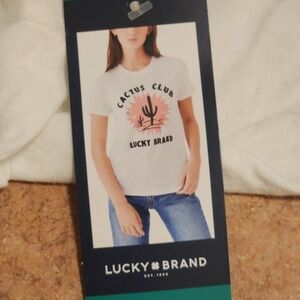 CACTUS CLUB
LUCKY BRAND
LUCKY BRAND
EST. 1990